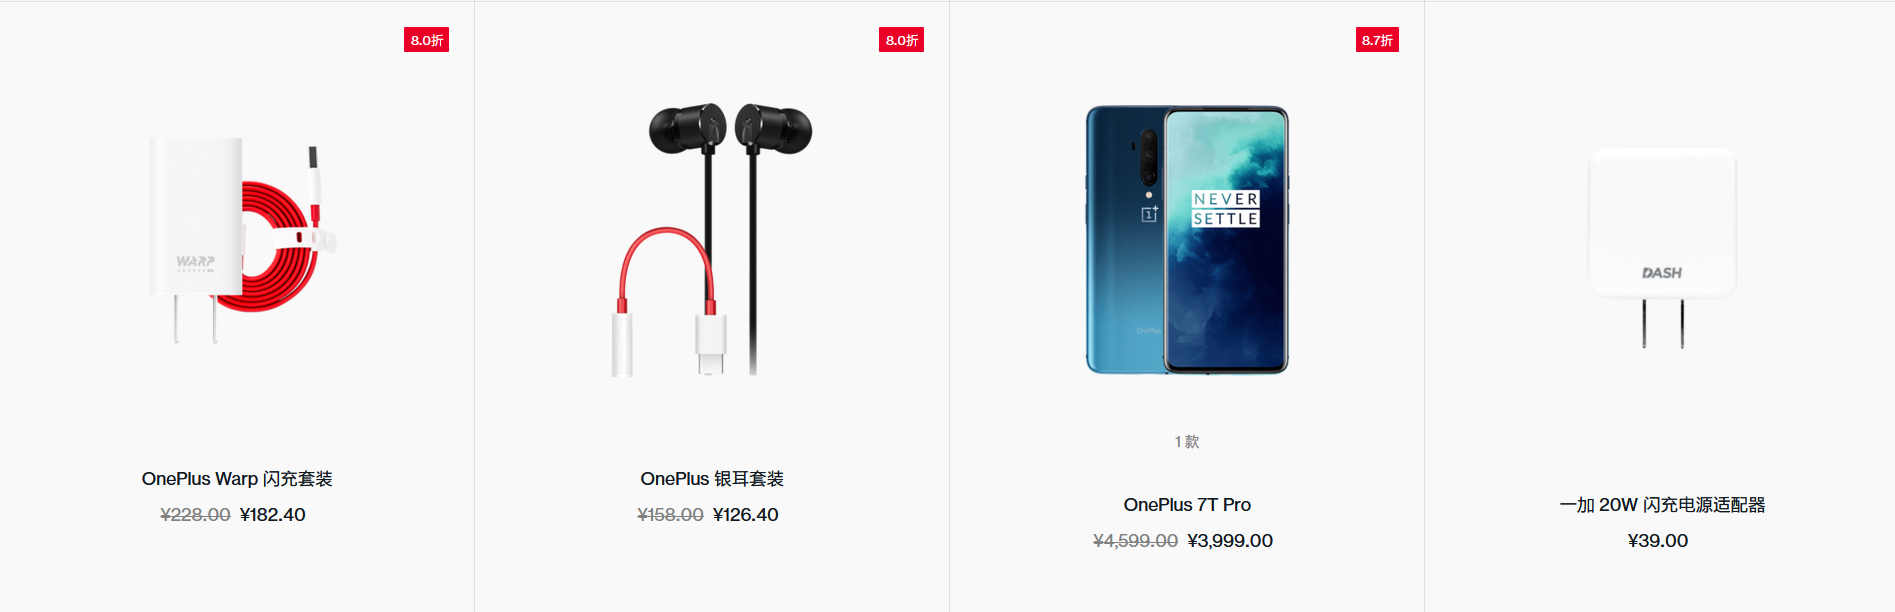 8.0折
WARP
OnePlus Warp 闪充套装
¥228.00 ¥182.40
8.0折
OnePlus 银耳套装
¥158.00 ¥126.40
8.7折
1+
OnePlus
NEVER
SETTLE
1 款
OnePlus 7T Pro
¥4,599.00 ¥3,999.00
DASH
一加 20W 闪充电源适配器
¥39.00